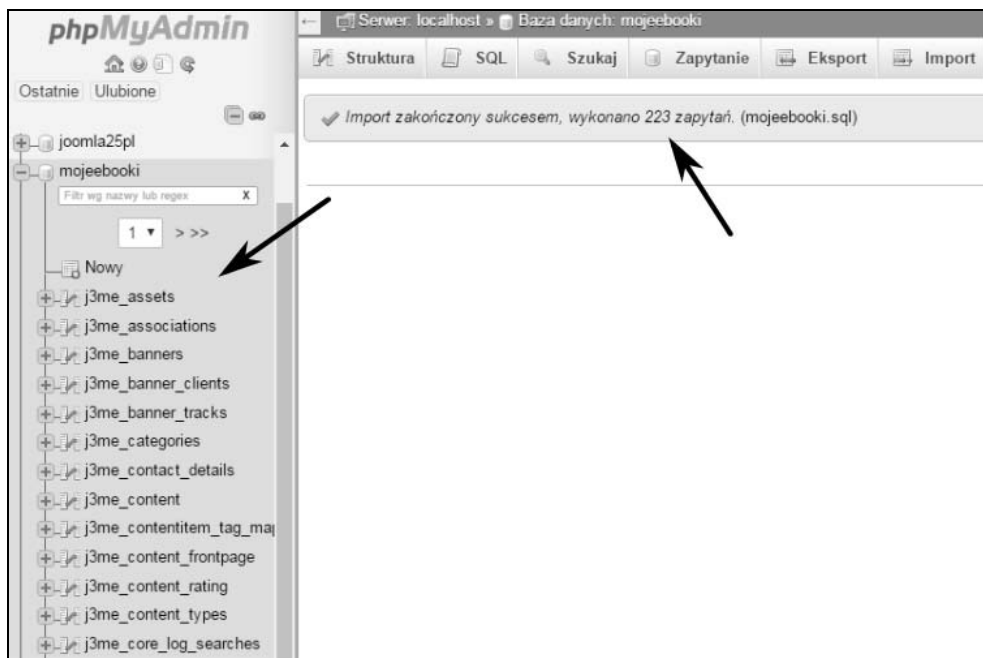 phpMyAdmin
Ostatnie Ulubione
joomla25pl
mojeebooki
Filtr wg nazwy lub regex X
1 > >>
Nowy
j3me_assets
j3me_associations
j3me_banners
j3me_banner_clients
j3me_banner_tracks
j3me_categories
j3me_contact_details
j3me_content
j3me_contentitem_tag_map
j3me_content_frontpage
j3me_content_rating
j3me_content_types
j3me_core_log_searches
Serwer: localhost » Baza danych: mojeebooki
Struktura SQL Szukaj Zapytanie Eksport Import
Import zakończony sukcesem, wykonano 223 zapytań. (mojeebooki.sql)